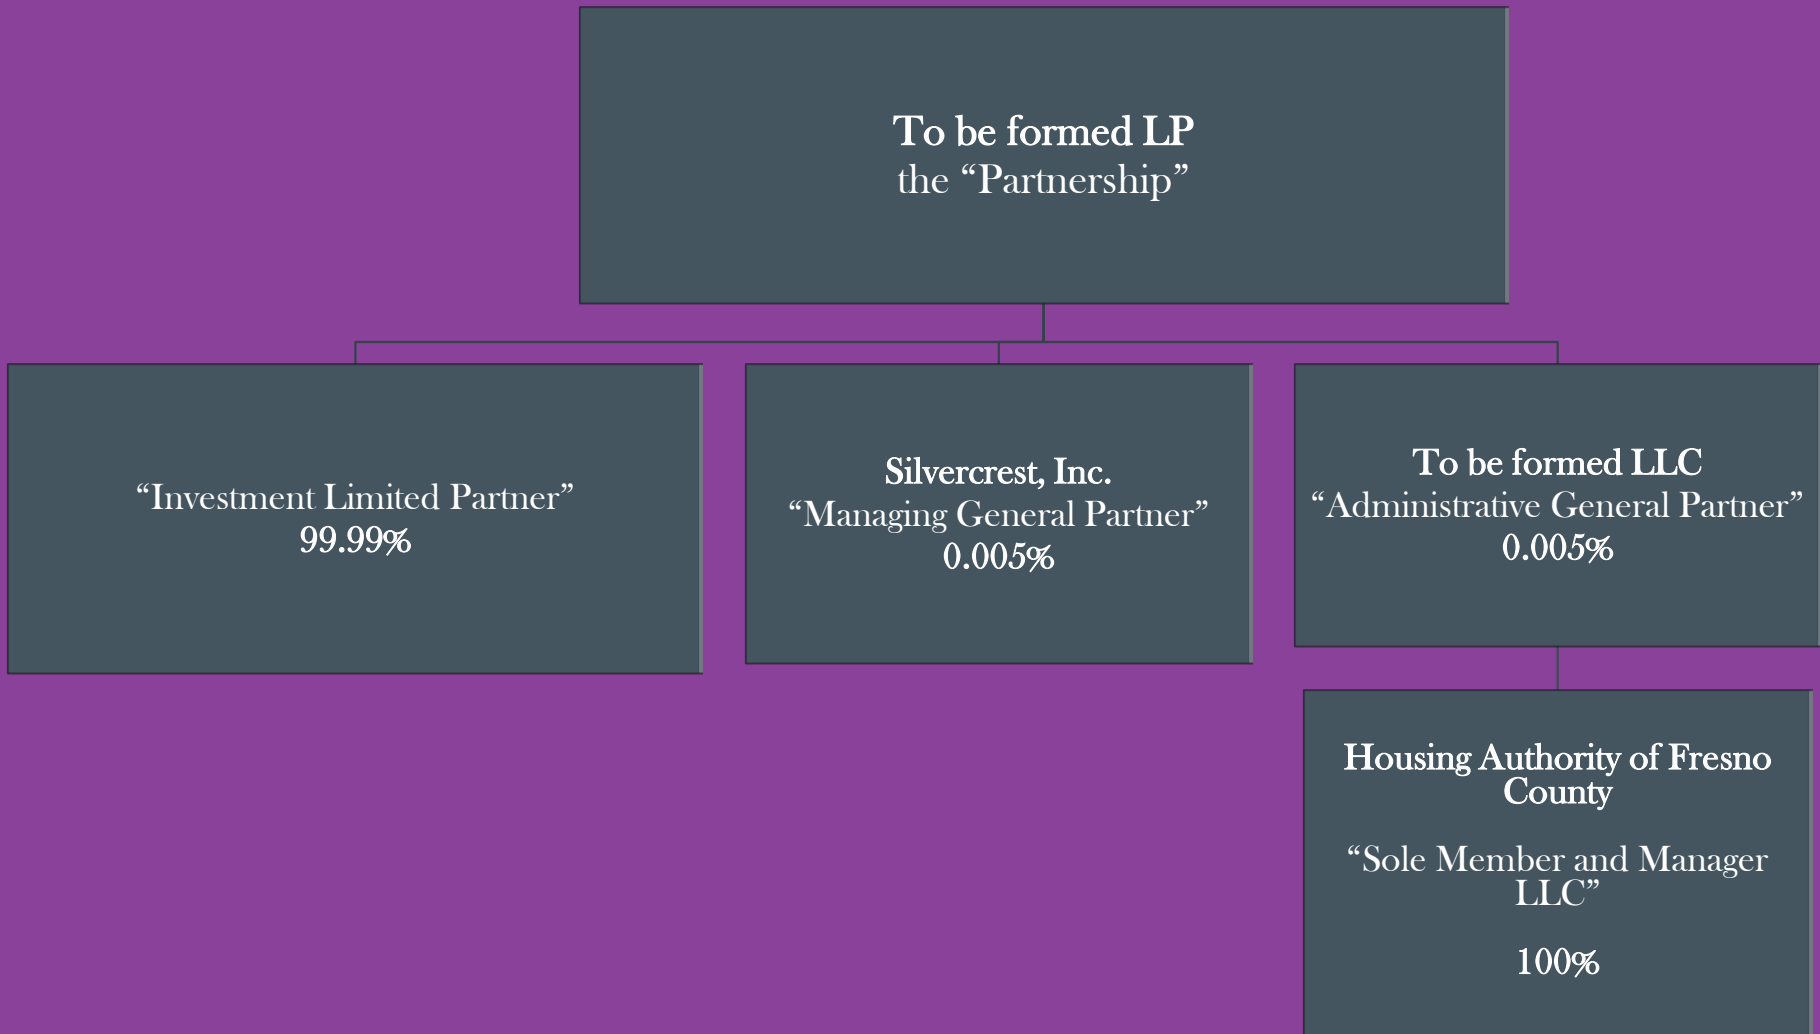 To be formed LP
the “Partnership”
“Investment Limited Partner”
99.99%
Silvercrest, Inc.
“Managing General Partner”
0.005%
To be formed LLC
“Administrative General Partner”
0.005%
Housing Authority of Fresno
County
“Sole Member and Manager
LLC”
100%